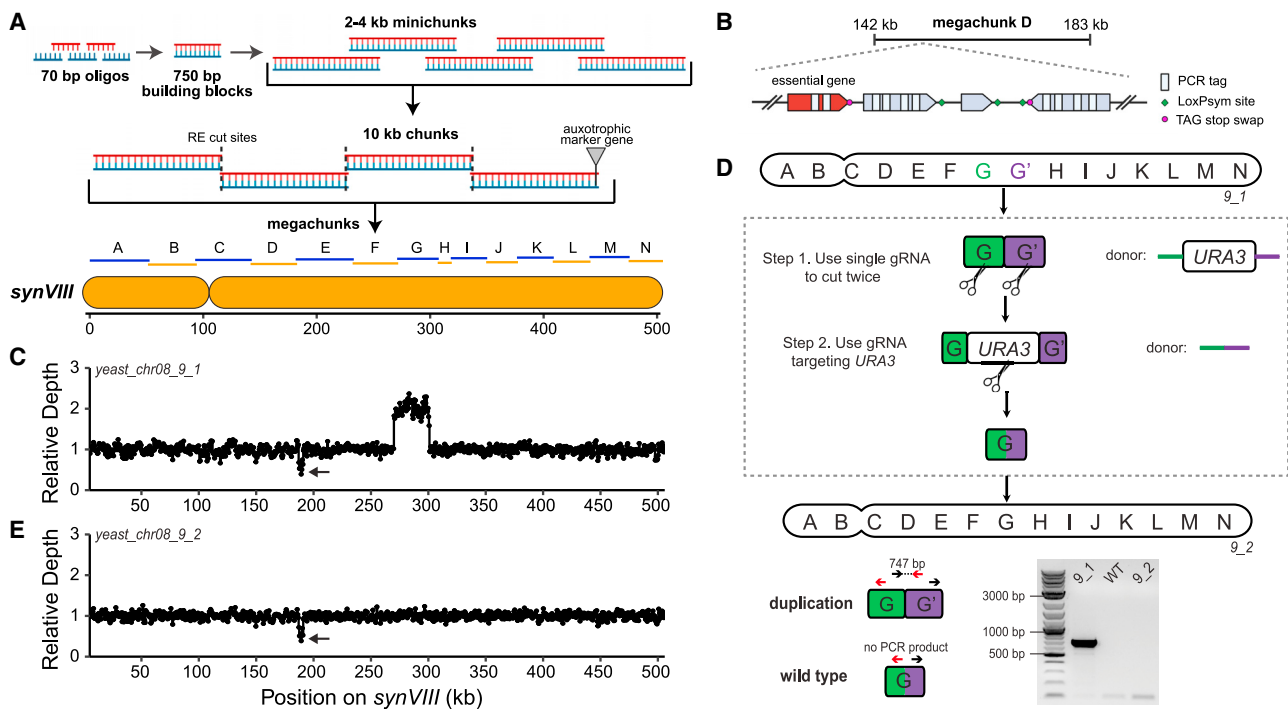 A
70 bp oligos
750 bp
building blocks
2-4 kb minichunks
RE cut sites
10 kb chunks
auxotrophic
marker gene
megachunks
A B C D E F G H I J K L M N
synVIII
0 100 200 300 400 500
B
142 kb megachunk D 183 kb
essential gene
PCR tag
LoxPsym site
TAG stop swap
C
yeast_chr08_9_1
Relative Depth
3
2
1
0
50 100 150 200 250 300 350 400 450 500
E
yeast_chr08_9_2
Relative Depth
3
2
1
0
50 100 150 200 250 300 350 400 450 500
Position on synVIII (kb)
D
A B C D E F G G' H I J K L M N
9_1
Step 1. Use single gRNA
to cut twice
G G'
donor: URA3
Step 2. Use gRNA
targeting URA3
G URA3 G'
donor:
G
A B C D E F G H I J K L M N
9_2
747 bp
duplication
G G'
no PCR product
wild type
G
9_1 WT 9_2
3000 bp
1000 bp
500 bp